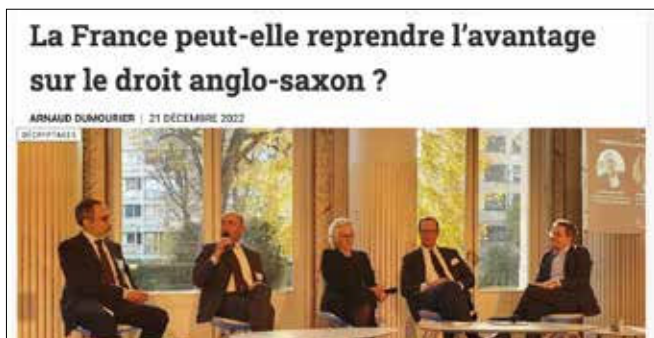 La France peut-elle reprendre l’avantage
sur le droit anglo-saxon ?
ARNAUD DUMOURIER | 21 DÉCEMBRE 2022
DÉCRYPTAGES